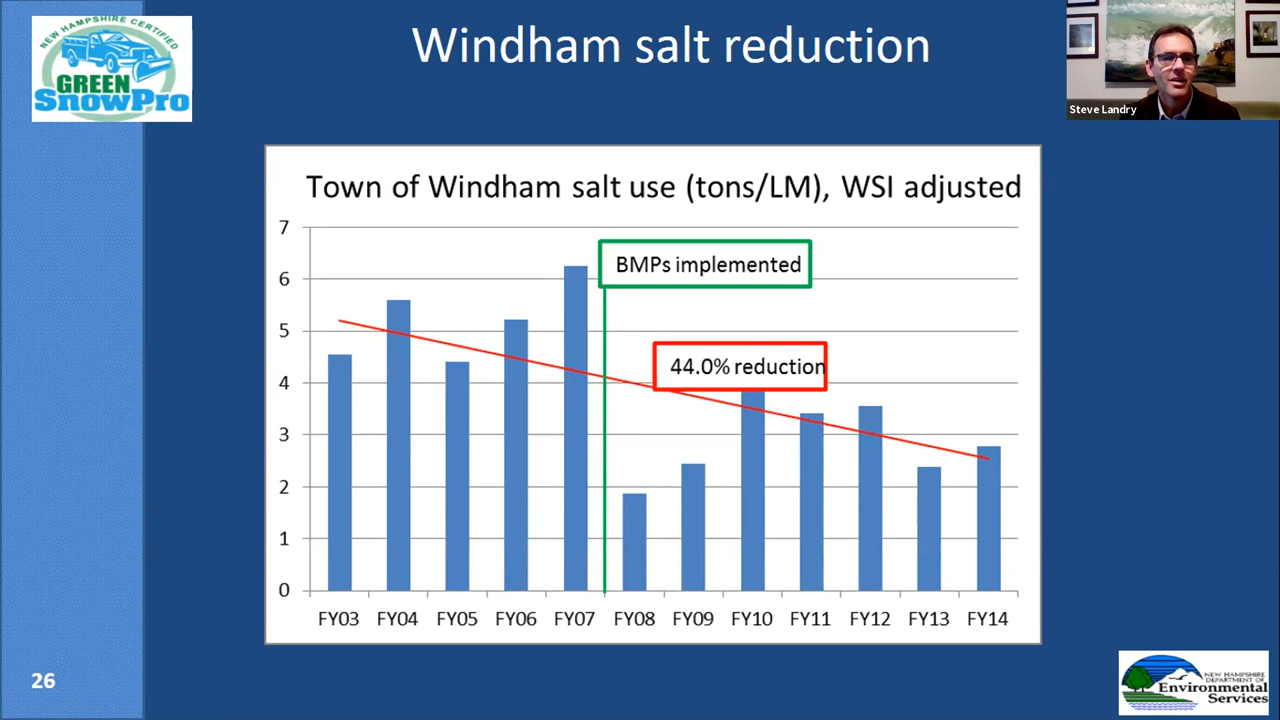 NEW HAMPSHIRE CERTIFIED
GREEN
SnowPro
Windham salt reduction
Steve Landry
Town of Windham salt use (tons/LM), WSI adjusted
7
6
5
4
3
2
1
0
BMPs implemented
44.0% reduction
FY03 FY04 FY05 FY06 FY07 FY08 FY09 FY10 FY11 FY12 FY13 FY14
26
NEW HAMPSHIRE
DEPARTMENT OF
Environmental
Services